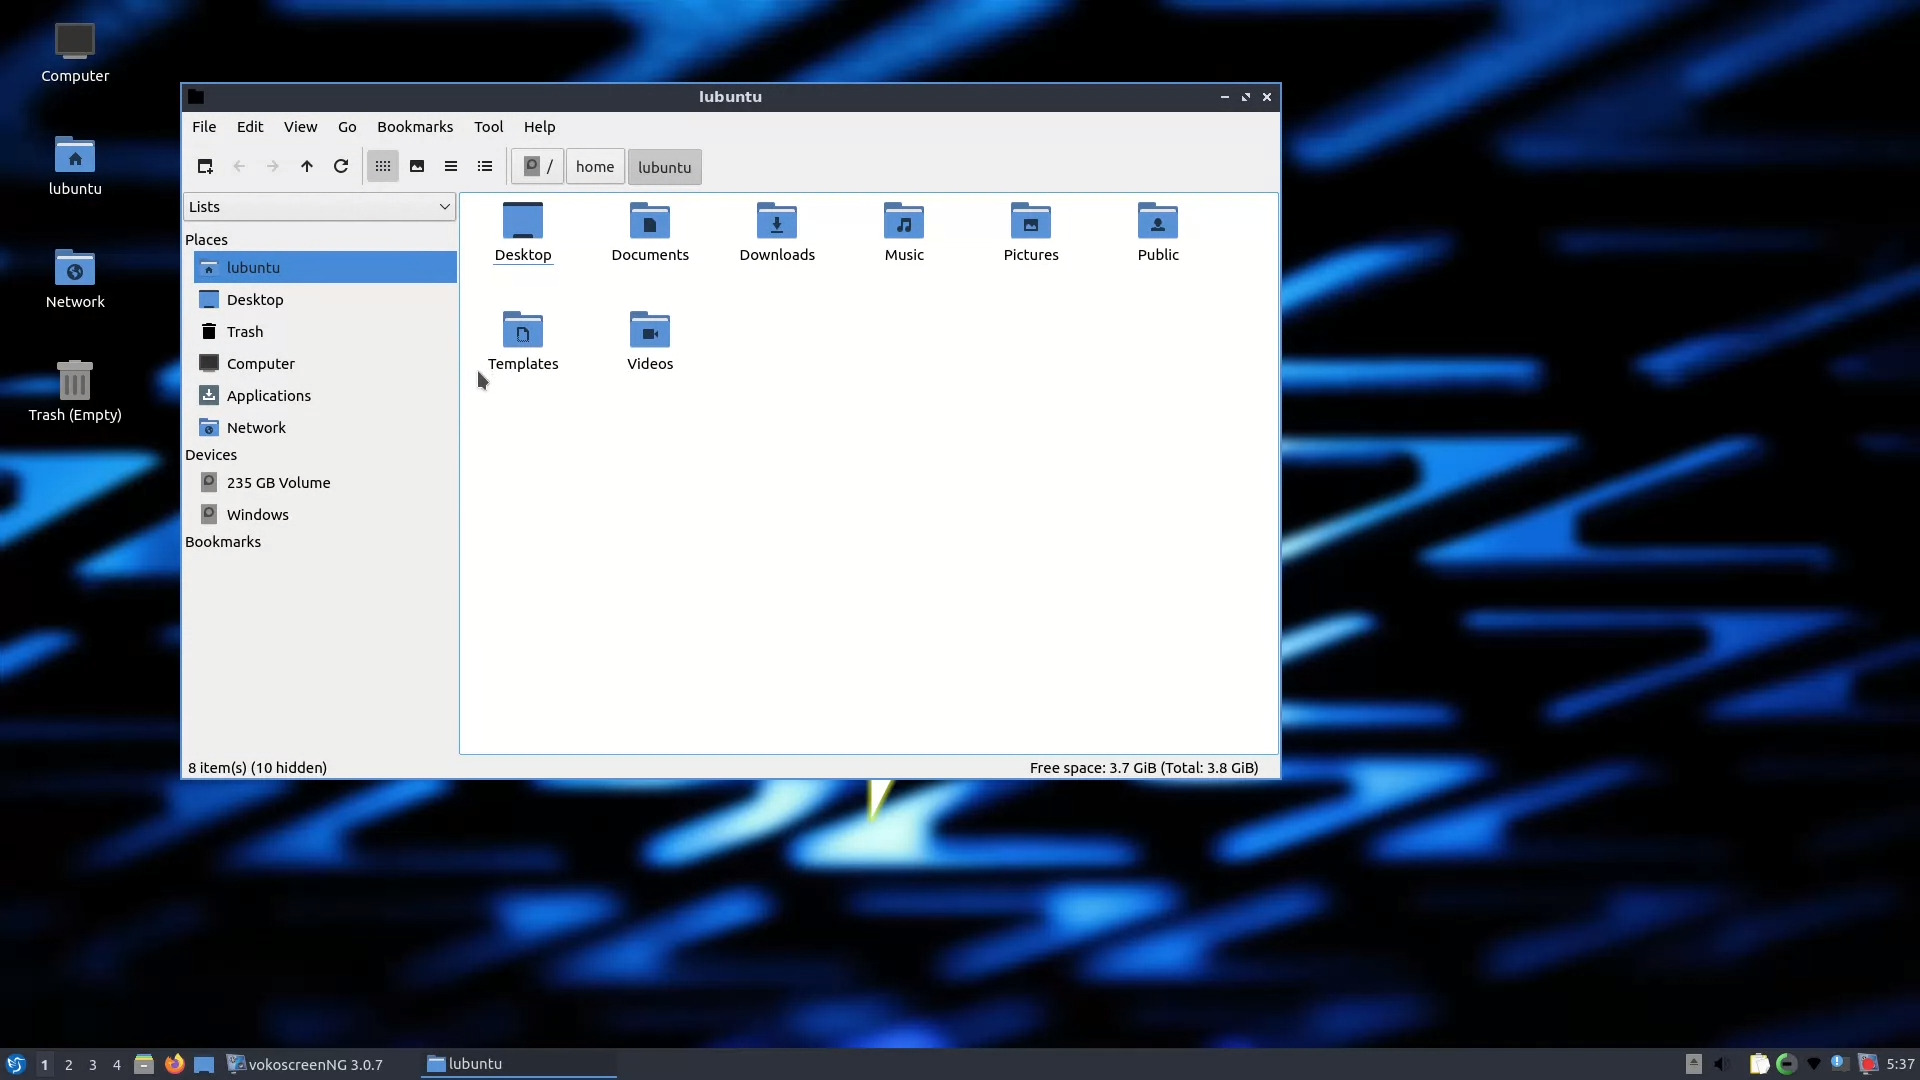 Computer
lubuntu
Network
Trash (Empty)
lubuntu
File Edit View Go Bookmarks Tool Help
/ home lubuntu
Lists
Places
lubuntu
Desktop
Trash
Computer
Applications
Network
Devices
235 GB Volume
Windows
Bookmarks
Desktop Documents Downloads Music Pictures Public
Templates Videos
8 item(s) (10 hidden) Free space: 3.7 GiB (Total: 3.8 GiB)
1 2 3 4 vokoscreenNG 3.0.7 lubuntu 5:37